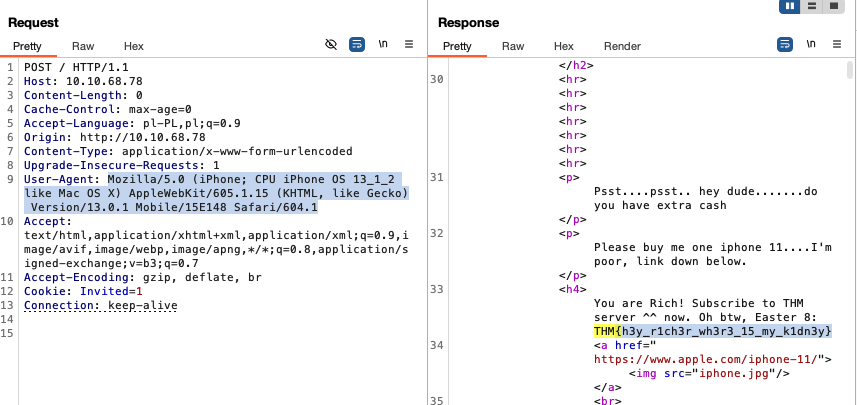 Request
Pretty Raw Hex \n
1 POST / HTTP/1.1
2 Host: 10.10.68.78
3 Content-Length: 0
4 Cache-Control: max-age=0
5 Accept-Language: pl-PL,pl;q=0.9
6 Origin: http://10.10.68.78
7 Content-Type: application/x-www-form-urlencoded
8 Upgrade-Insecure-Requests: 1
9 User-Agent: Mozilla/5.0 (iPhone; CPU iPhone OS 13_1_2
like Mac OS X) AppleWebKit/605.1.15 (KHTML, like Gecko)
Version/13.0.1 Mobile/15E148 Safari/604.1
10 Accept:
text/html,application/xhtml+xml,application/xml;q=0.9,i
mage/avif,image/webp,image/apng,*/*;q=0.8,application/s
igned-exchange;v=b3;q=0.7
11 Accept-Encoding: gzip, deflate, br
12 Cookie: Invited=1
13 Connection: keep-alive
14
15
Response
Pretty Raw Hex Render \n
</h2>
30 <hr>
<hr>
<hr>
<hr>
<hr>
<hr>
<hr>
31 <p>
Psst....psst.. hey dude.......do
you have extra cash
</p>
32 <p>
Please buy me one iphone 11....I'm
poor, link down below.
</p>
33 <h4>
You are Rich! Subscribe to THM
server ^^ now. Oh btw, Easter 8:
THM{h3y_r1ch3r_wh3r3_15_my_k1dn3y}
34 <a href="
https://www.apple.com/iphone-11/">
<img src="iphone.jpg"/>
</a>
35 <br>